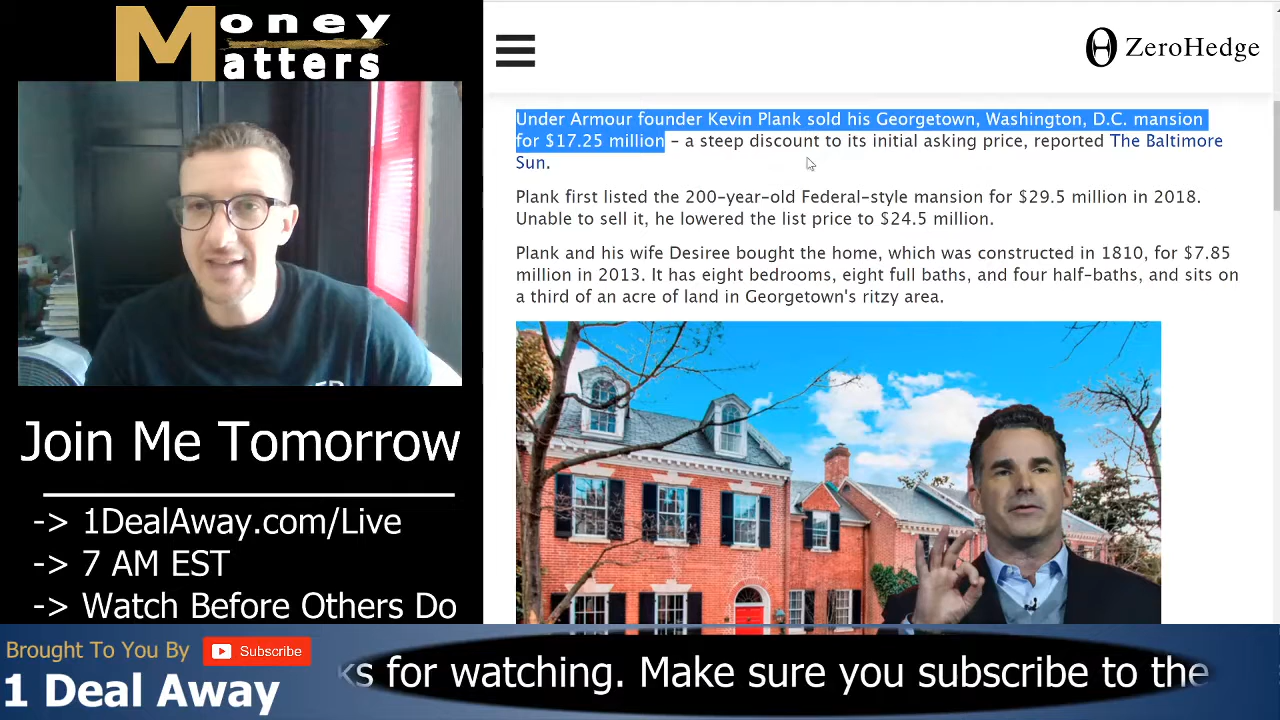 Money
Matters
ZeroHedge
Under Armour founder Kevin Plank sold his Georgetown, Washington, D.C. mansion
for $17.25 million – a steep discount to its initial asking price, reported The Baltimore
Sun.
Plank first listed the 200-year-old Federal-style mansion for $29.5 million in 2018.
Unable to sell it, he lowered the list price to $24.5 million.
Plank and his wife Desiree bought the home, which was constructed in 1810, for $7.85
million in 2013. It has eight bedrooms, eight full baths, and four half-baths, and sits on
a third of an acre of land in Georgetown's ritzy area.
Join Me Tomorrow
-> 1DealAway.com/Live
-> 7 AM EST
-> Watch Before Others Do
Brought To You By Subscribe
1 Deal Away
ks for watching. Make sure you subscribe to the